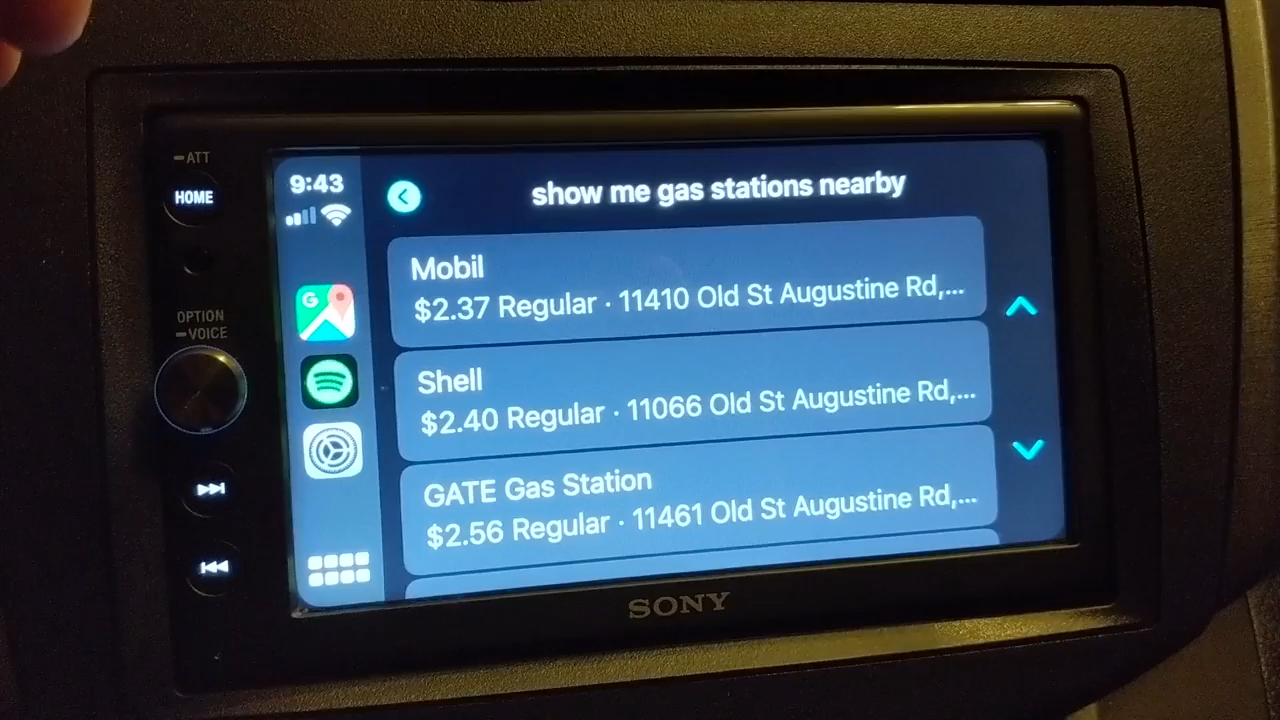 ATT
HOME
OPTION
VOICE
9:43
show me gas stations nearby
G
Mobil
$2.37 Regular · 11410 Old St Augustine Rd,...
Shell
$2.40 Regular · 11066 Old St Augustine Rd,...
GATE Gas Station
$2.56 Regular · 11461 Old St Augustine Rd,...
SONY